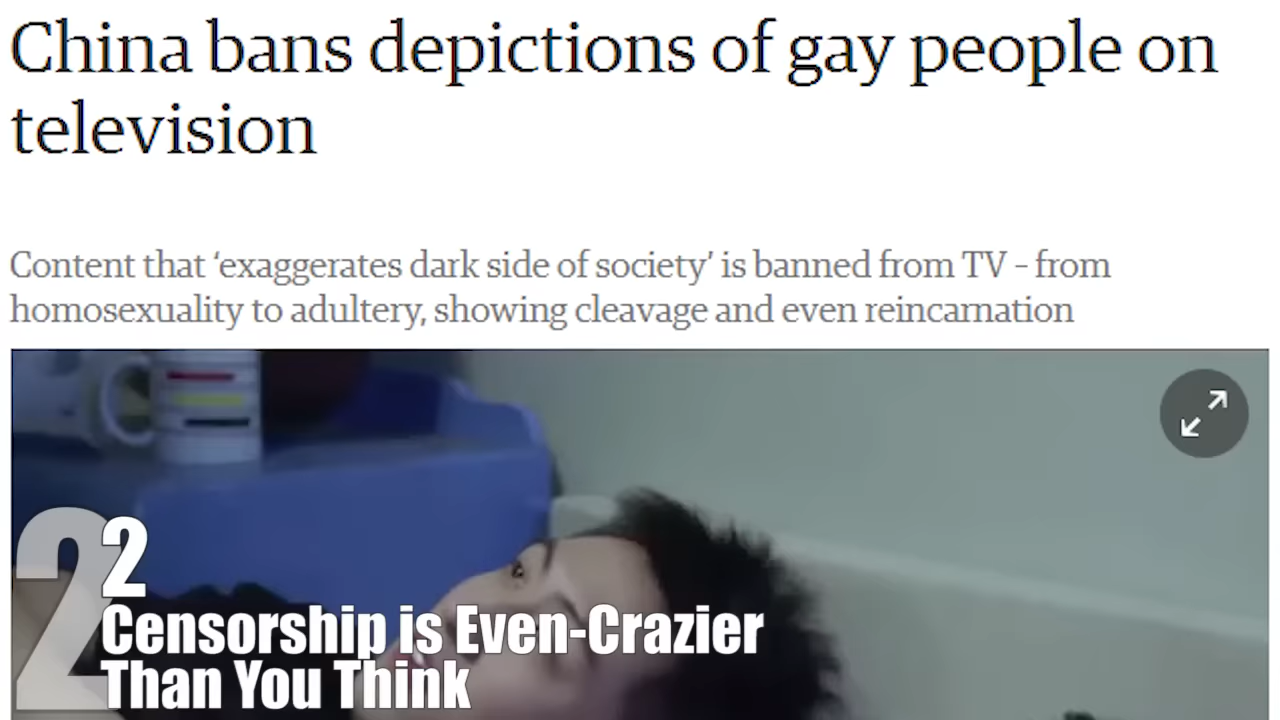 China bans depictions of gay people on
television
Content that ‘exaggerates dark side of society’ is banned from TV – from
homosexuality to adultery, showing cleavage and even reincarnation
2
2
Censorship is Even-Crazier
Than You Think